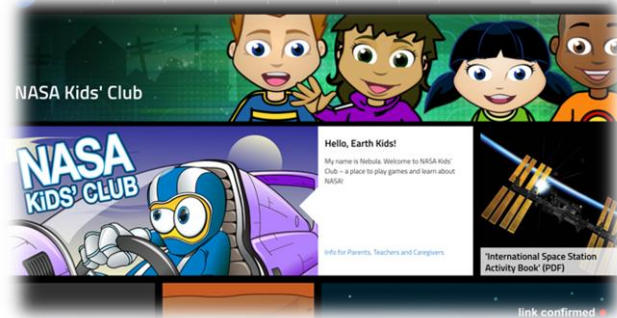 NASA Kids' Club
NASA
KiDS' CLUB
Hello, Earth Kids!
My name is Nebula. Welcome to NASA Kids'
Club – a place to play games and learn about
NASA!
Info for Parents, Teachers and Caregivers
'International Space Station
Activity Book' (PDF)
link confirmed